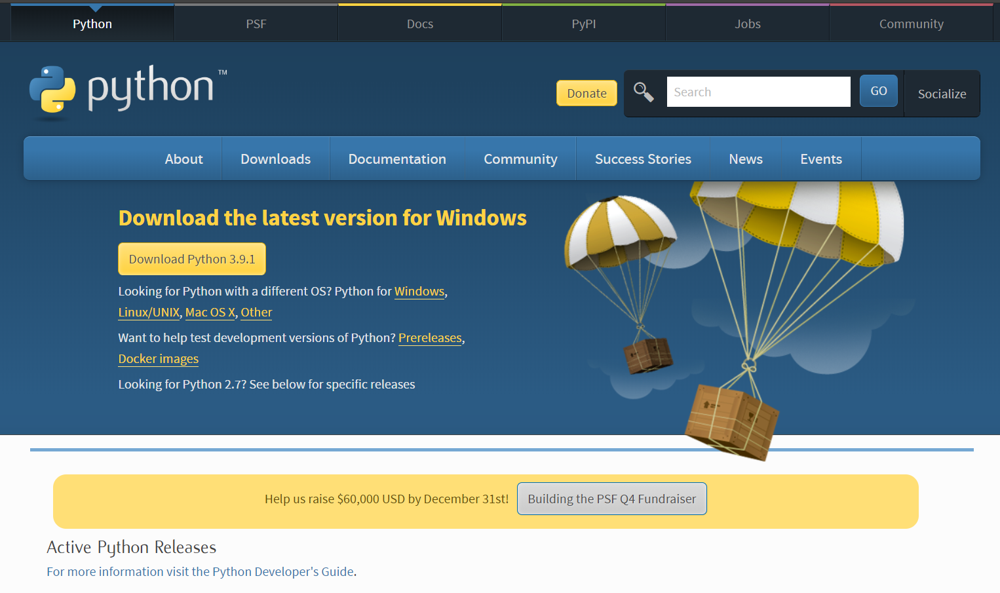 Python PSF Docs PyPI Jobs Community
python™
Donate Search GO Socialize
About Downloads Documentation Community Success Stories News Events
Download the latest version for Windows
Download Python 3.9.1
Looking for Python with a different OS? Python for Windows,
Linux/UNIX, Mac OS X, Other
Want to help test development versions of Python? Prereleases,
Docker images
Looking for Python 2.7? See below for specific releases
Help us raise $60,000 USD by December 31st! Building the PSF Q4 Fundraiser
Active Python Releases
For more information visit the Python Developer's Guide.